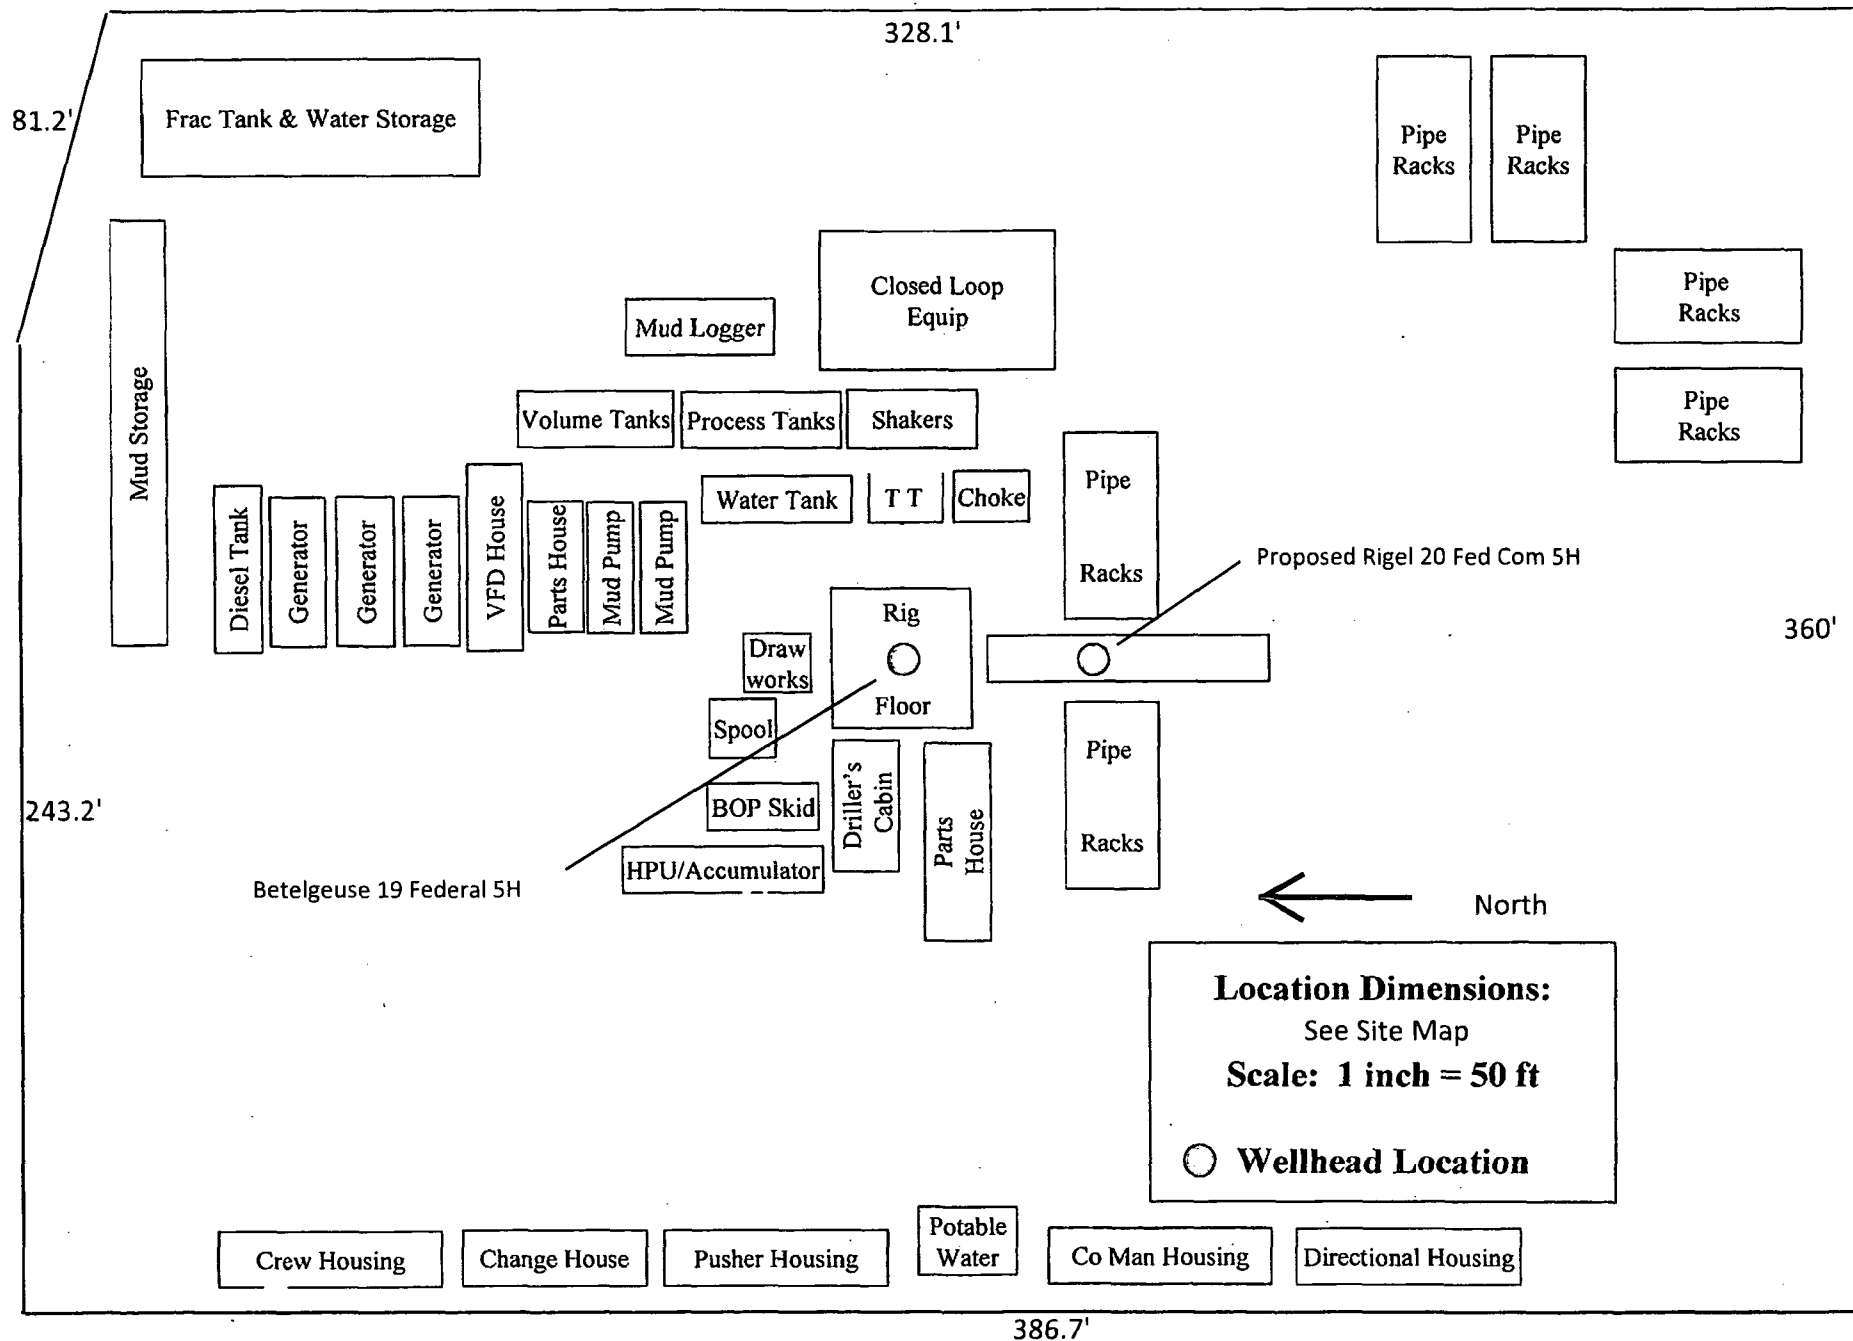 328.1'
81.2'
Frac Tank & Water Storage
Pipe
Racks
Pipe
Racks
Pipe
Racks
Pipe
Racks
Closed Loop
Equip
Mud Logger
Mud Storage
Volume Tanks
Process Tanks
Shakers
Diesel Tank
Generator
Generator
Generator
VFD House
Parts House
Mud Pump
Mud Pump
Water Tank
T T
Choke
Pipe
Racks
Proposed Rigel 20 Fed Com 5H
360'
Rig
Floor
Draw
works
Spool
BOP Skid
HPU/Accumulator
Driller's
Cabin
Parts
House
Pipe
Racks
243.2'
Betelgeuse 19 Federal 5H
North
Location Dimensions:
See Site Map
Scale: 1 inch = 50 ft
Wellhead Location
Crew Housing
Change House
Pusher Housing
Potable
Water
Co Man Housing
Directional Housing
386.7'